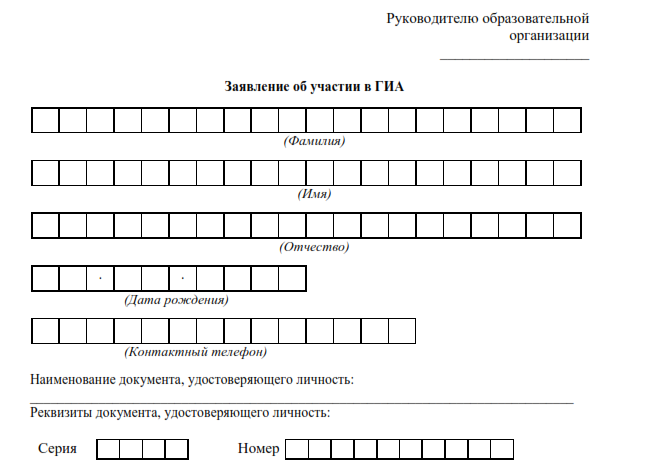 Руководителю образовательной
организации
Заявление об участии в ГИА
(Фамилия)
(Имя)
(Отчество)
. .
(Дата рождения)
(Контактный телефон)
Наименование документа, удостоверяющего личность:
Реквизиты документа, удостоверяющего личность:
Серия Номер